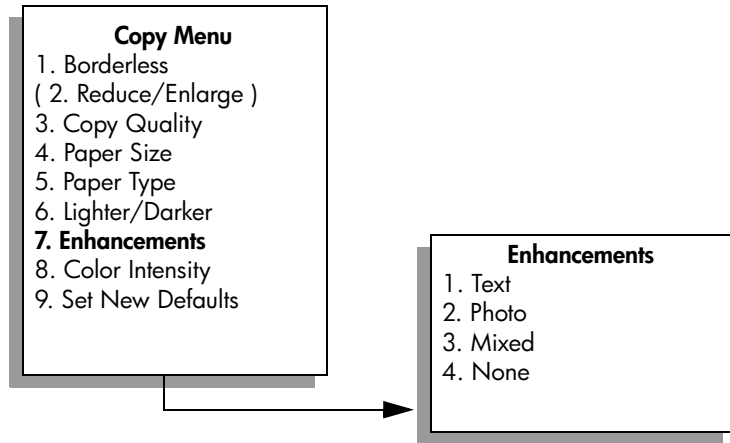 Copy Menu
1. Borderless
( 2. Reduce/Enlarge )
3. Copy Quality
4. Paper Size
5. Paper Type
6. Lighter/Darker
7. Enhancements
8. Color Intensity
9. Set New Defaults
Enhancements
1. Text
2. Photo
3. Mixed
4. None